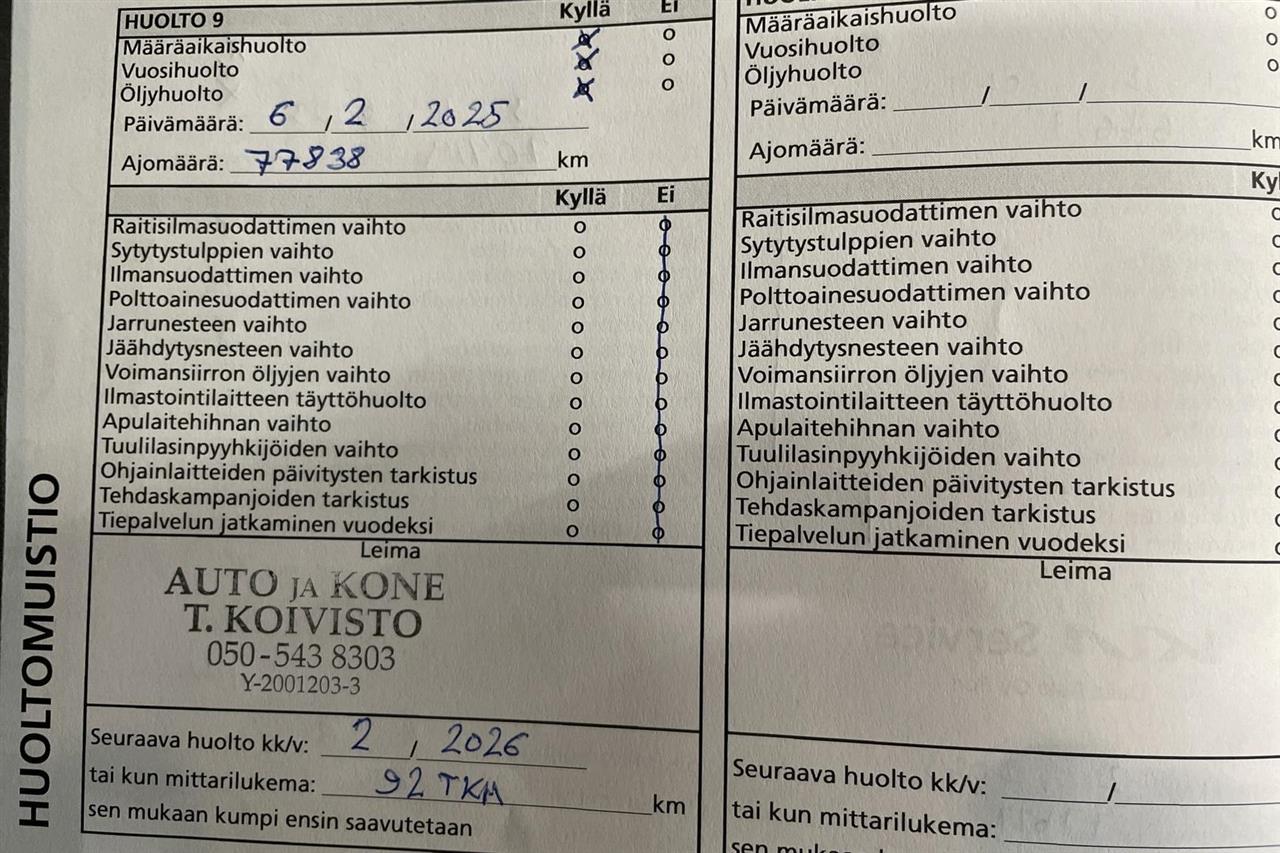 HUOLTOMUISTIO
HUOLTO 9 Kyllä Ei
Määräaikaishuolto
Vuosihuolto
Öljyhuolto
Päivämäärä: 6 / 2 / 2025
Ajomäärä: 77838 km
Kyllä Ei
Raitisilmasuodattimen vaihto o o
Sytytystulppien vaihto o o
Ilmansuodattimen vaihto o o
Polttoainesuodattimen vaihto o o
Jarrunesteen vaihto o o
Jäähdytysnesteen vaihto o o
Voimansiirron öljyjen vaihto o o
Ilmastointilaitteen täyttöhuolto o o
Apulaitehihnan vaihto o o
Tuulilasinpyyhkijöiden vaihto o o
Ohjainlaitteiden päivitysten tarkistus o o
Tehdaskampanjoiden tarkistus o o
Tiepalvelun jatkaminen vuodeksi o o
Leima
AUTO JA KONE
T. KOIVISTO
050-543 8303
Y-2001203-3
Seuraava huolto kk/v: 2 / 2026
tai kun mittarilukema: 92 TKM km
sen mukaan kumpi ensin saavutetaan
Määräaikaishuolto
Vuosihuolto
Öljyhuolto
Päivämäärä: / /
Ajomäärä: km
Raitisilmasuodattimen vaihto
Sytytystulppien vaihto
Ilmansuodattimen vaihto
Polttoainesuodattimen vaihto
Jarrunesteen vaihto
Jäähdytysnesteen vaihto
Voimansiirron öljyjen vaihto
Ilmastointilaitteen täyttöhuolto
Apulaitehihnan vaihto
Tuulilasinpyyhkijöiden vaihto
Ohjainlaitteiden päivitysten tarkistus
Tehdaskampanjoiden tarkistus
Tiepalvelun jatkaminen vuodeksi
Leima
Seuraava huolto kk/v: /
tai kun mittarilukema:
sen